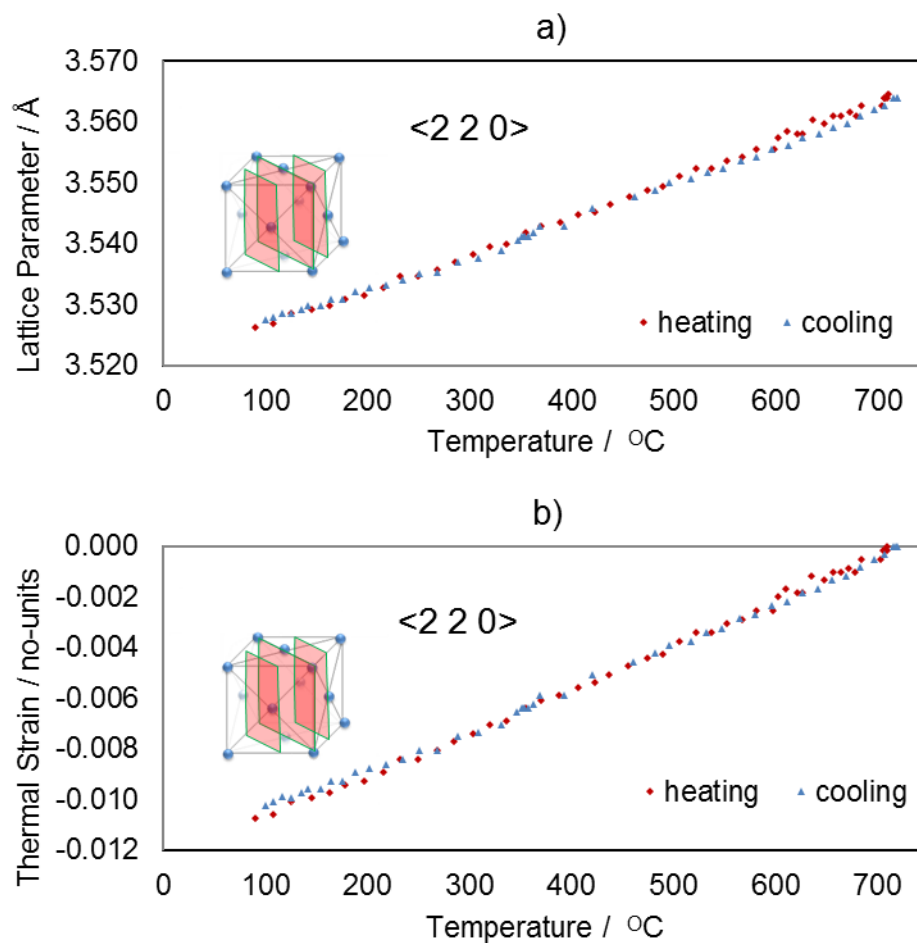 a)
3.570
3.560
3.550
3.540
3.530
3.520
Lattice Parameter / Å
<2 2 0>
heating cooling
0 100 200 300 400 500 600 700
Temperature / ᴼC
b)
0.000
-0.002
-0.004
-0.006
-0.008
-0.010
-0.012
Thermal Strain / no-units
<2 2 0>
heating cooling
0 100 200 300 400 500 600 700
Temperature / ᴼC